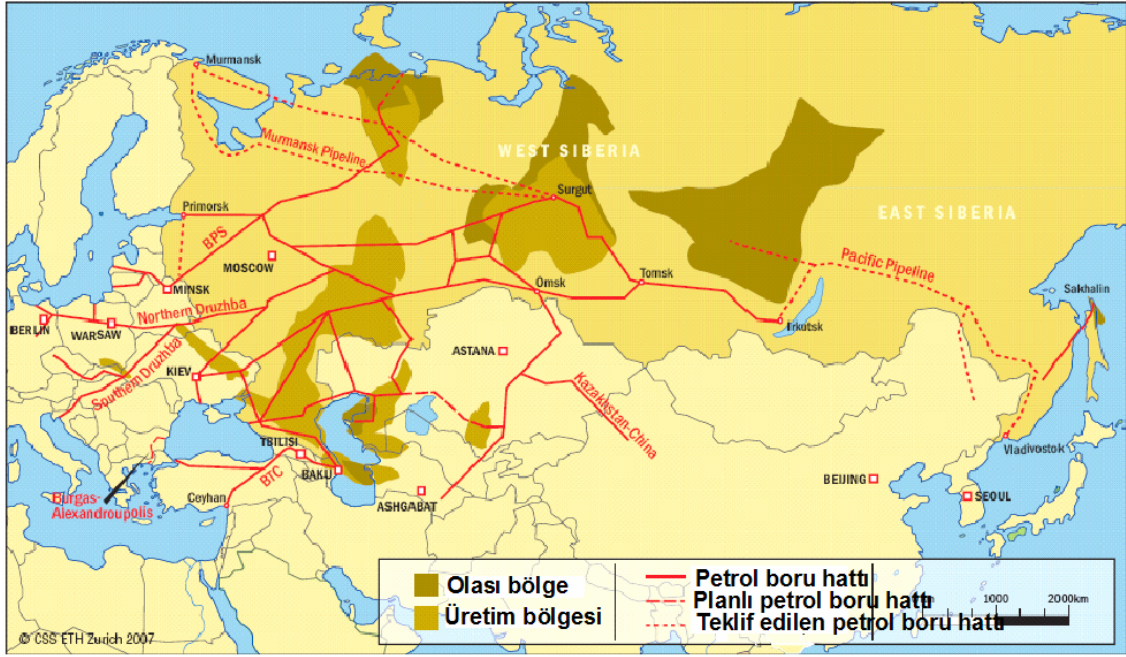 Murmansk
Murmansk Pipeline
WEST SIBERIA
Surgut
EAST SIBERIA
Primorsk
BPS
MOSCOW
Pacific Pipeline
Sakhalin
Tomsk
Omsk
MINSK
Northern Druzhba
BERLIN
WARSAW
Irkutsk
ASTANA
KIEV
Southern Druzhba
Kazakhstan-China
Vladivostok
TBILISI
BAKU
BTC
BEIJING
SEOUL
Ceyhan
Burgas-
Alexandroupolis
ASHGABAT
Olası bölge
Üretim bölgesi
Petrol boru hattı
Planlı petrol boru hattı
Teklif edilen petrol boru hattı
1000
2000km
© CSS ETH Zurich 2007